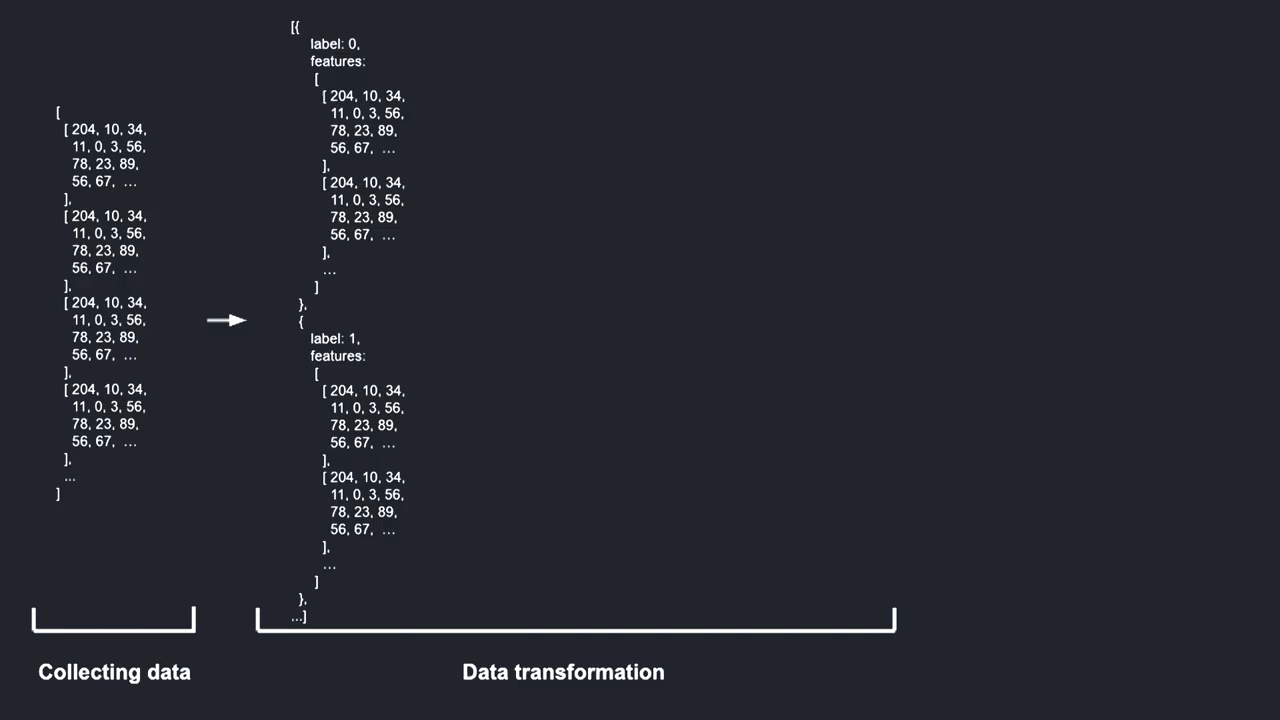 [
[ 204, 10, 34,
11, 0, 3, 56,
78, 23, 89,
56, 67, …
],
[ 204, 10, 34,
11, 0, 3, 56,
78, 23, 89,
56, 67, …
],
[ 204, 10, 34,
11, 0, 3, 56,
78, 23, 89,
56, 67, …
],
[ 204, 10, 34,
11, 0, 3, 56,
78, 23, 89,
56, 67, …
],
…
]
[{
label: 0,
features:
[
[ 204, 10, 34,
11, 0, 3, 56,
78, 23, 89,
56, 67, …
],
[ 204, 10, 34,
11, 0, 3, 56,
78, 23, 89,
56, 67, …
],
…
]
},
{
label: 1,
features:
[
[ 204, 10, 34,
11, 0, 3, 56,
78, 23, 89,
56, 67, …
],
[ 204, 10, 34,
11, 0, 3, 56,
78, 23, 89,
56, 67, …
],
…
]
},
…]
Collecting data
Data transformation